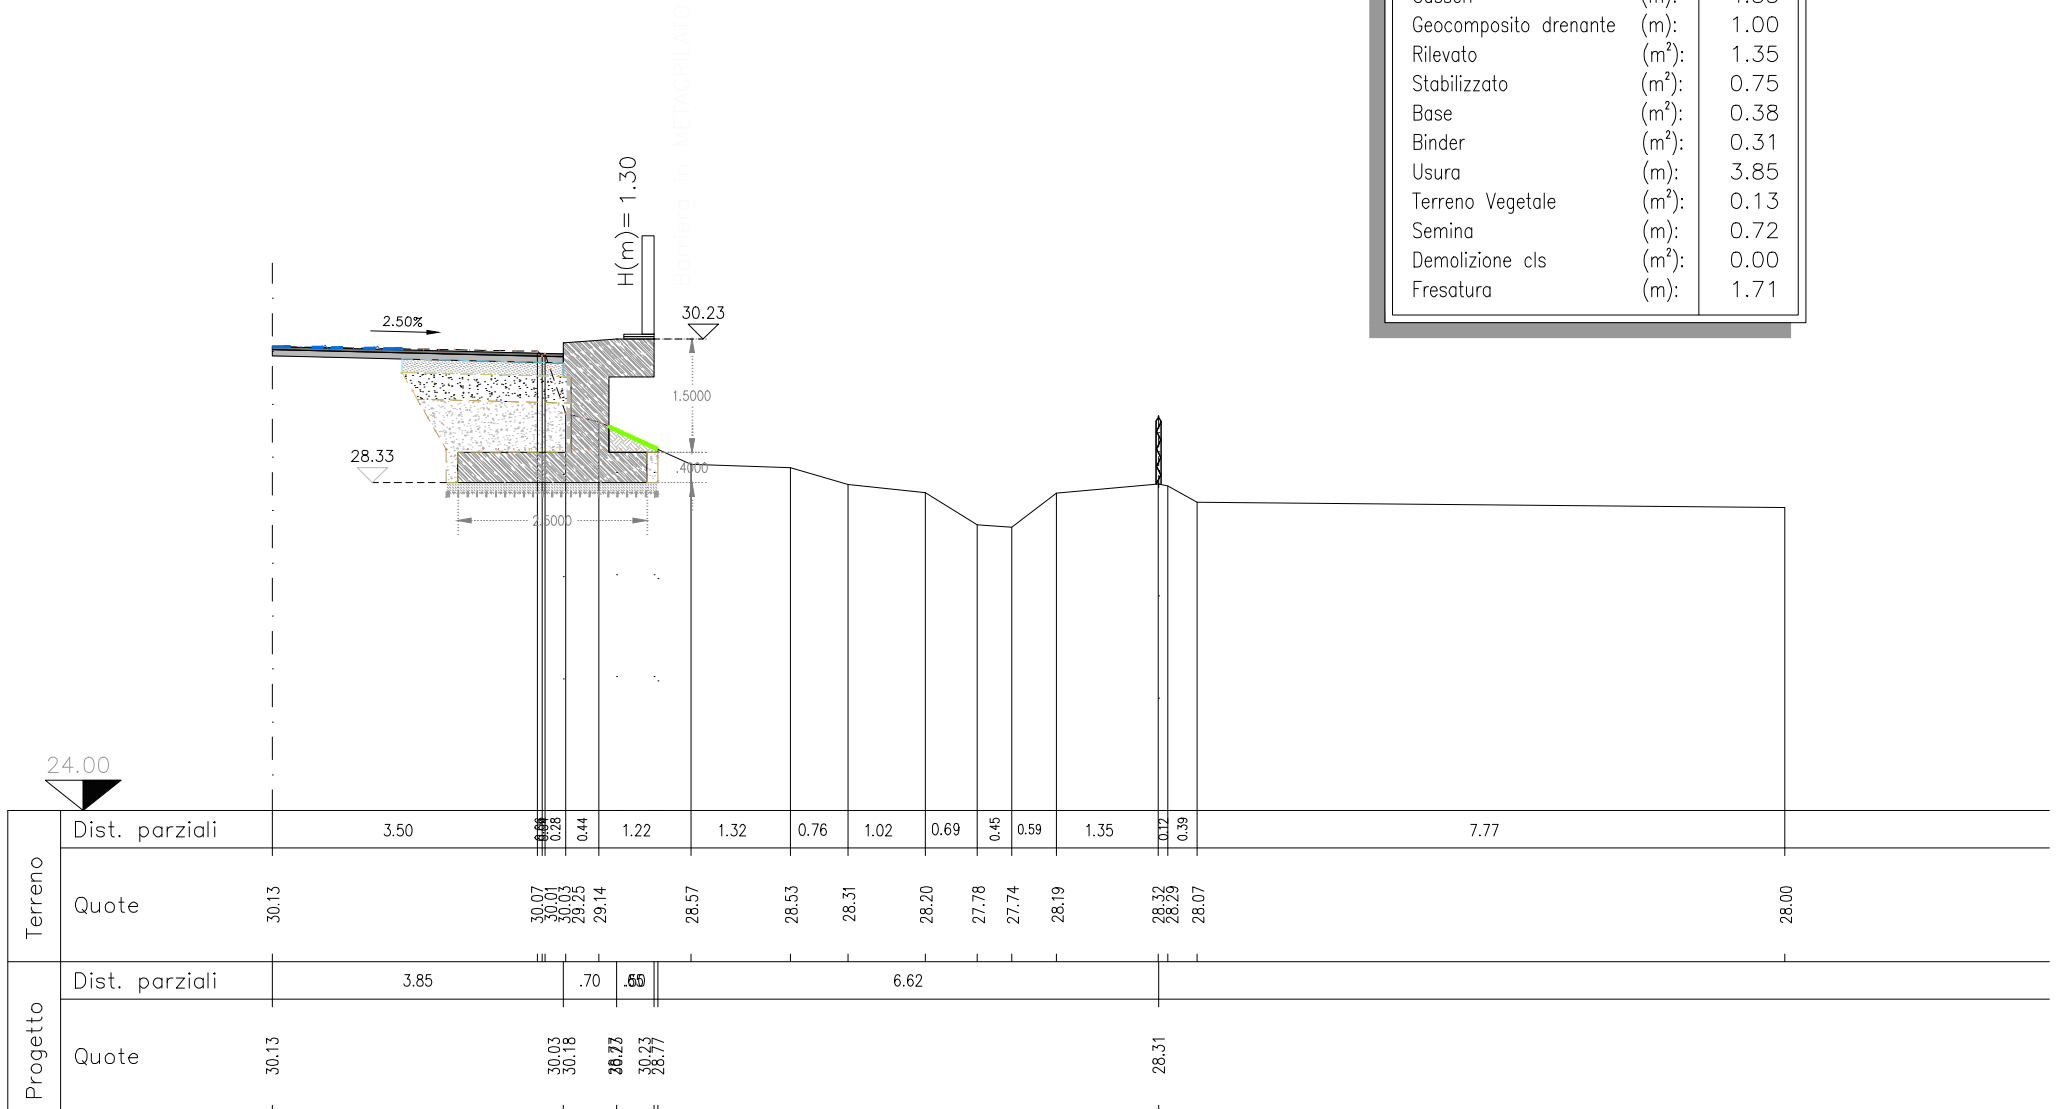 Geocomposito drenante (m): 1.00
Rilevato (m²): 1.35
Stabilizzato (m²): 0.75
Base (m²): 0.38
Binder (m²): 0.31
Usura (m): 3.85
Terreno Vegetale (m²): 0.13
Semina (m): 0.72
Demolizione cls (m²): 0.00
Fresatura (m): 1.71
H(m)= 1.30
Barriera in METACRILATO
30.23
2.50%
1.5000
28.33
.4000
2.5000
24.00
Terreno
Dist. parziali 3.50 0.28 0.44 1.22 1.32 0.76 1.02 0.69 0.45 0.59 1.35 0.12 0.39 7.77
Quote 30.13 30.07 30.01 30.03 29.25 29.14 28.57 28.53 28.31 28.20 27.78 27.74 28.19 28.32 28.29 28.07 28.00
Progetto
Dist. parziali 3.85 .70 6.62
Quote 30.13 30.03 30.18 30.23 28.77 28.31